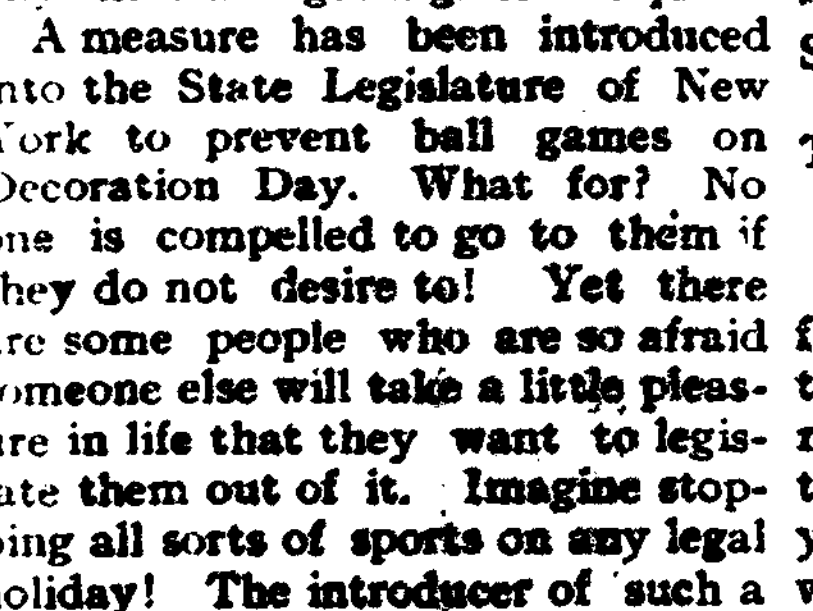 A measure has been introduced
into the State Legislature of New
York to prevent ball games on
Decoration Day. What for? No
one is compelled to go to them if
they do not desire to! Yet there
are some people who are so afraid
someone else will take a little pleas-
ure in life that they want to legis-
late them out of it. Imagine stop-
ping all sorts of sports on any legal
holiday! The introducer of such a